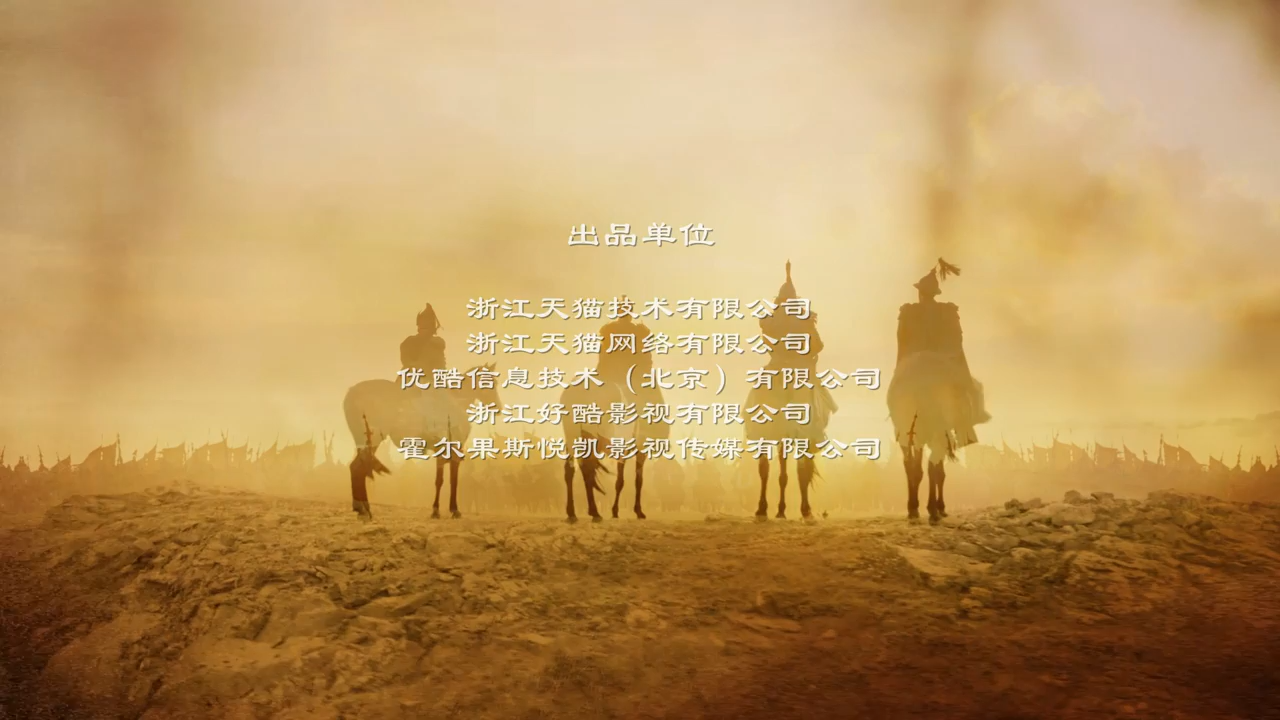 出品单位
浙江天猫技术有限公司
浙江天猫网络有限公司
优酷信息技术（北京）有限公司
浙江好酷影视有限公司
霍尔果斯悦凯影视传媒有限公司